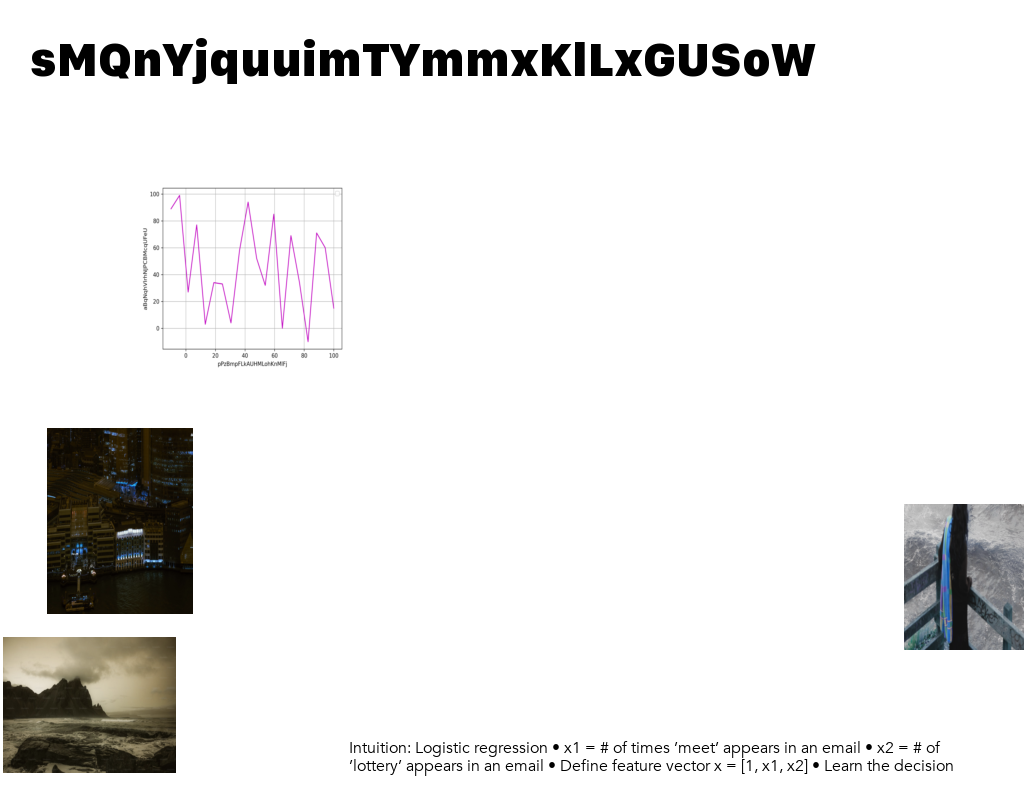 sMQnYjquuimTYmmxKlLxGUSoW
100
80
60
40
20
0
0 20 40 60 80 100
pPzBmpFLkAUHMLohKnMlFj
Intuition: Logistic regression • x1 = # of times ‘meet’ appears in an email • x2 = # of
‘lottery’ appears in an email • Define feature vector x = [1, x1, x2] • Learn the decision